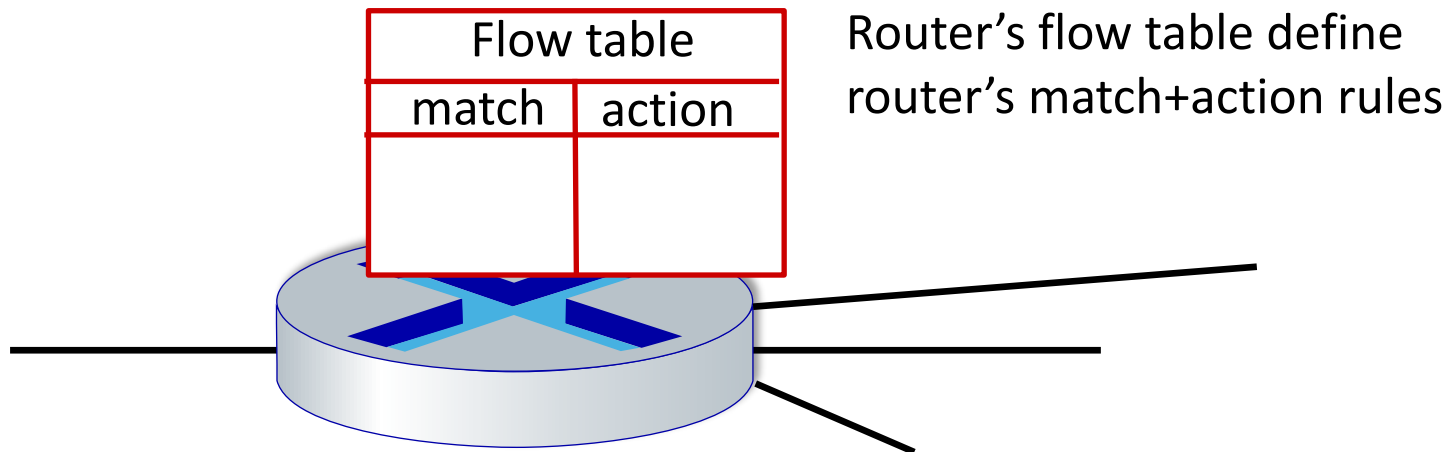 Flow table
match action
Router’s flow table define
router’s match+action rules